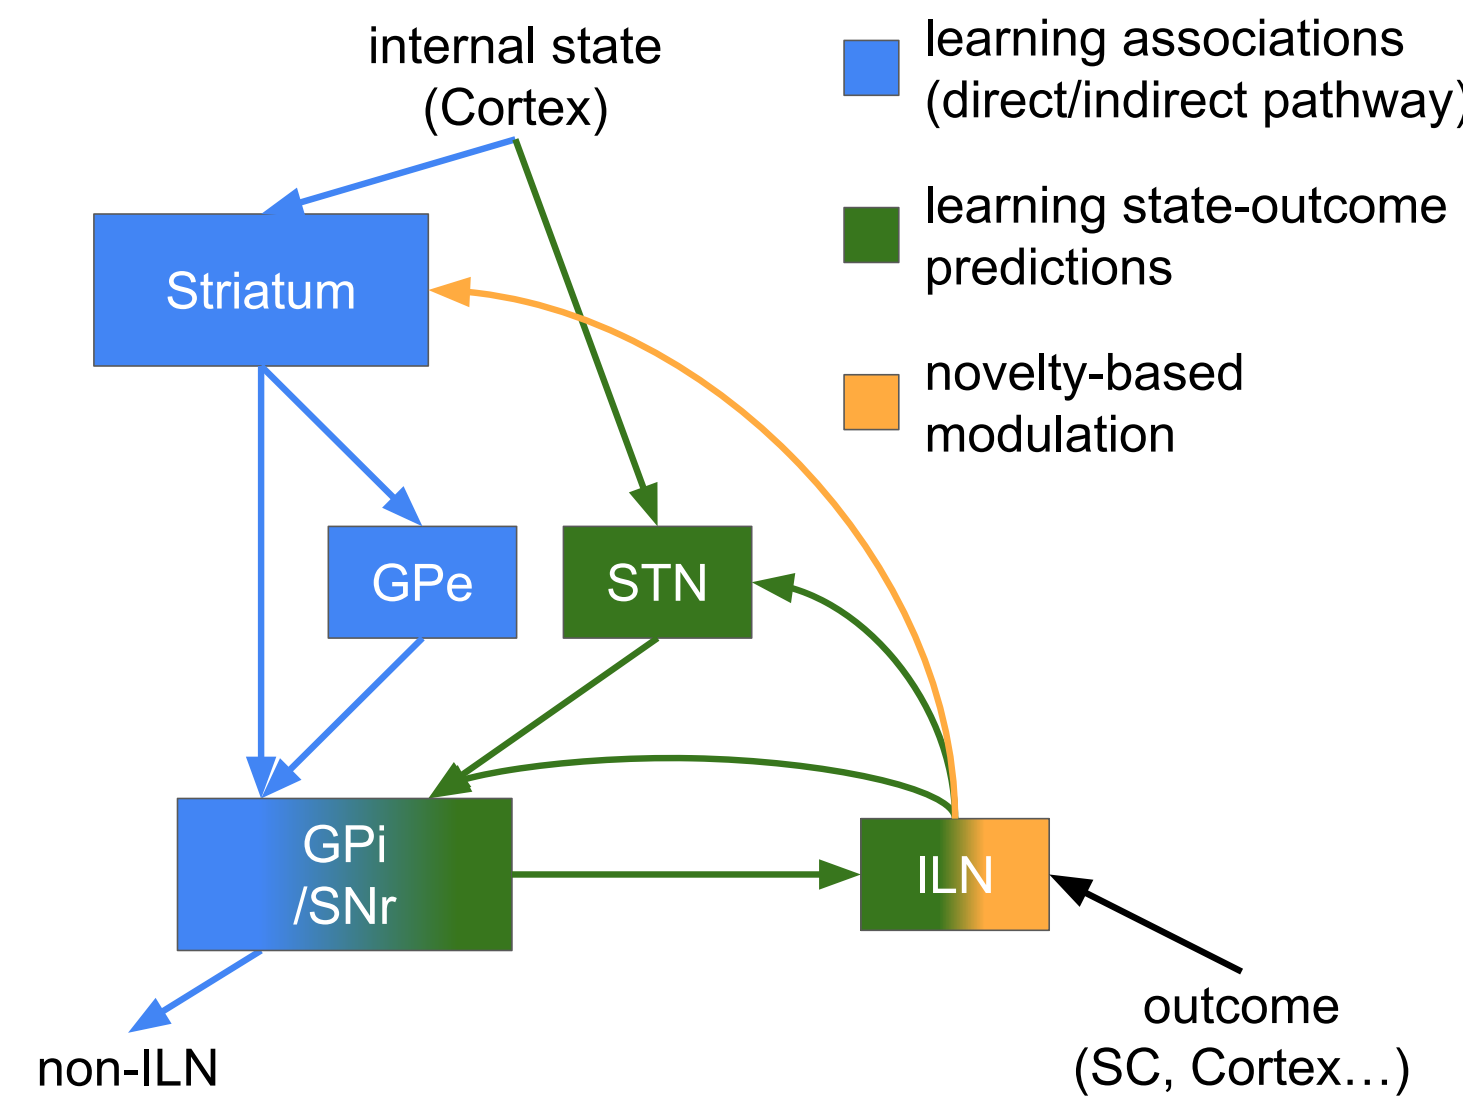 internal state
(Cortex)
learning associations
(direct/indirect pathway)
learning state-outcome
predictions
novelty-based
modulation
Striatum
GPe
STN
GPi
/SNr
ILN
non-ILN
outcome
(SC, Cortex…)